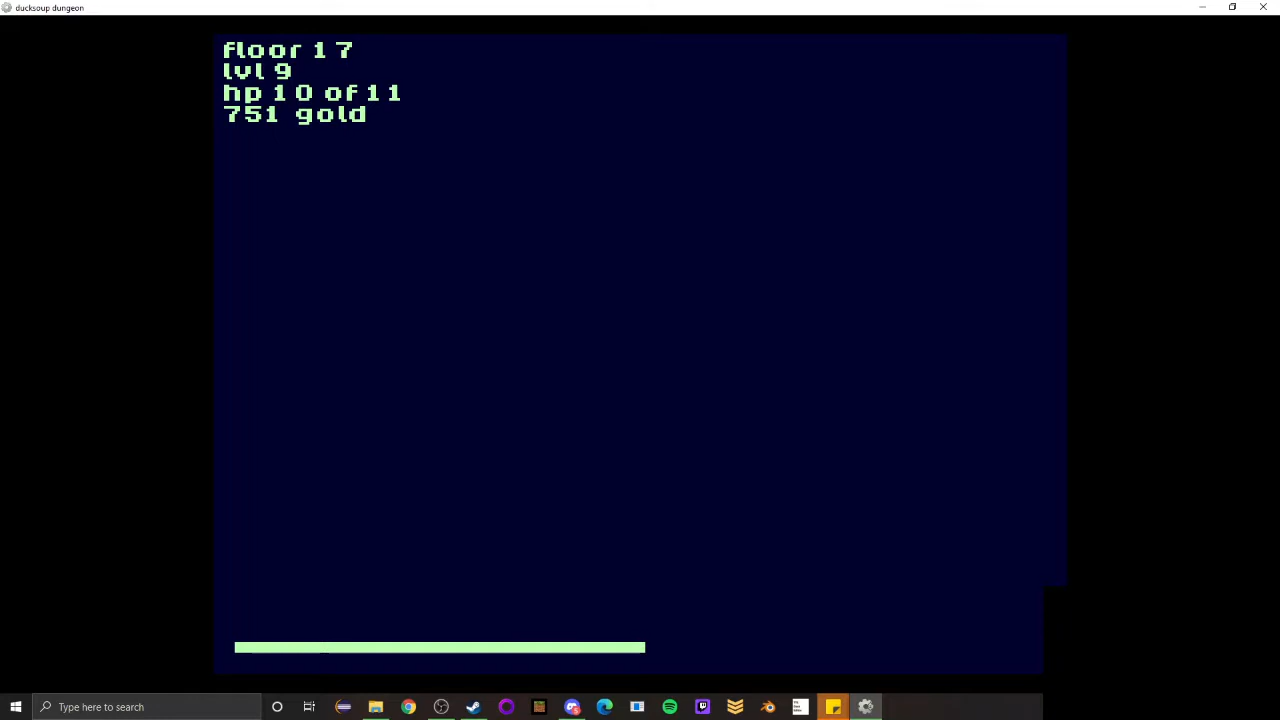 ducksoup dungeon
floor 17
lvl 9
hp 10 of 11
751 gold
Type here to search